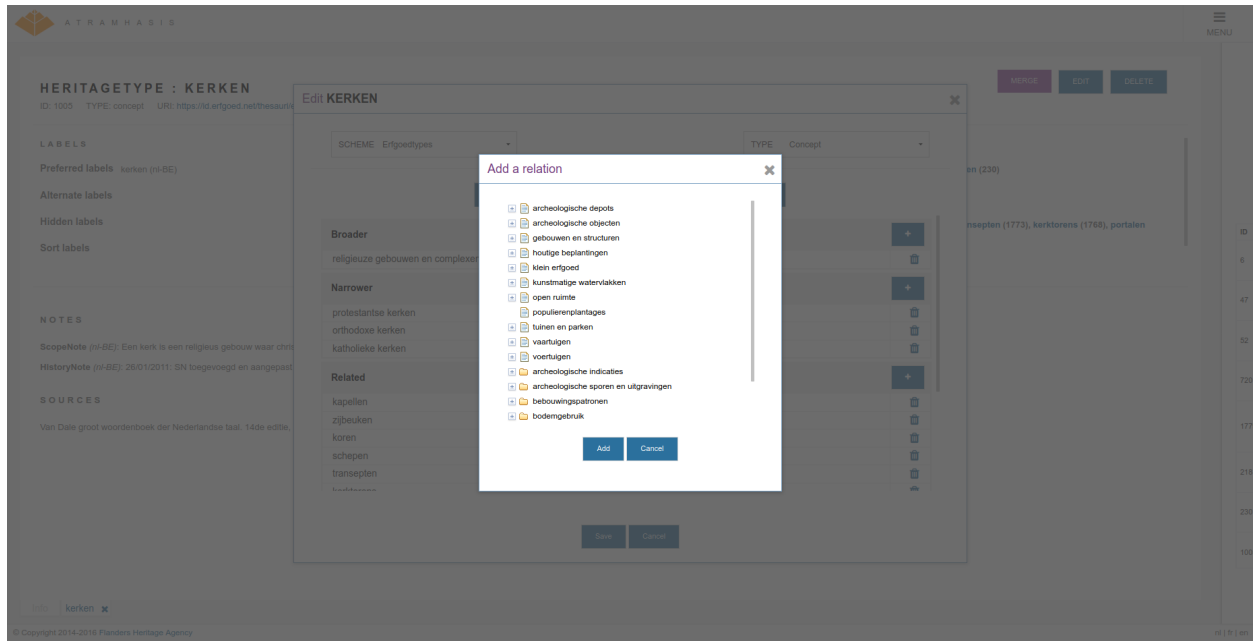 ATRAMHASIS
MENU
HERITAGETYPE : KERKEN
MERGE
EDIT
DELETE
ID: 1005 TYPE: concept URI: https://id.erfgoed.net/thesauri/
Edit KERKEN
SCHEME Erfgoedtypes
TYPE Concept
LABELS
Preferred labels kerken (nl-BE)
Alternate labels
Hidden labels
Sort labels
Add a relation
archeologische depots
archeologische objecten
gebouwen en structuren
houtige beplantingen
klein erfgoed
kunstmatige watervlakken
open ruimte
populierenplantages
tuinen en parken
vaartuigen
voertuigen
archeologische indicaties
archeologische sporen en uitgravingen
bebouwingspatronen
bodemgebruik
Add
Cancel
Broader
religieuze gebouwen en complexen
Narrower
protestantse kerken
orthodoxe kerken
katholieke kerken
Related
kapellen
zijbeuken
koren
schepen
transepten
Save
Cancel
en (230)
nsepten (1773), kerktorens (1768), portalen
ID
6
47
52
NOTES
ScopeNote (nl-BE): Een kerk is een religieus gebouw waar
HistoryNote (nl-BE): 26/01/2011: SN toegevoegd en aangepast
SOURCES
Van Dale groot woordenboek der Nederlandse taal, 14de editie,
kerken
© Copyright 2014-2015 Flanders Heritage Agency
nl | fr | en